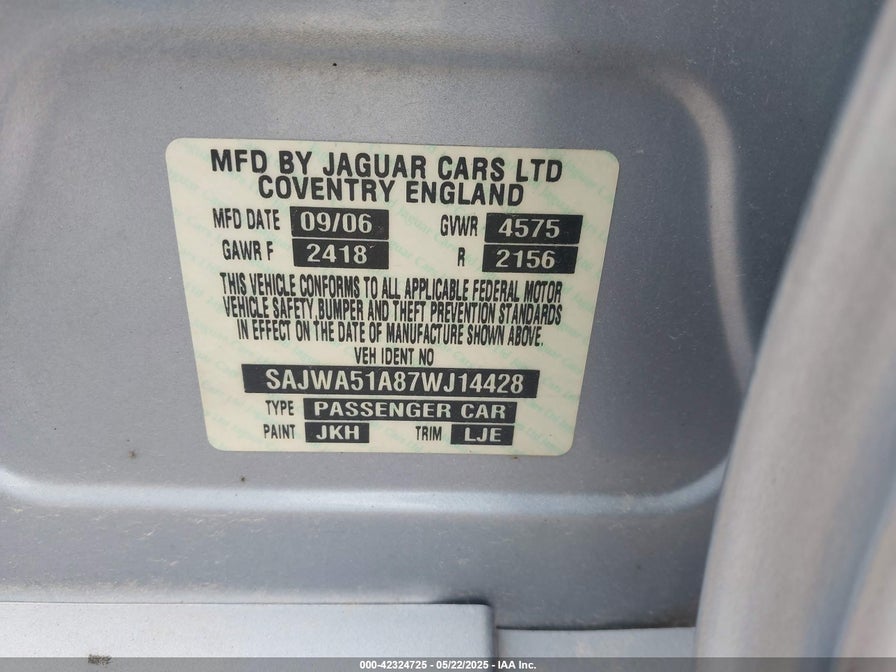 MFD BY JAGUAR CARS LTD
COVENTRY ENGLAND
MFD DATE 09/06 GVWR 4575
GAWR F 2418 R 2156
THIS VEHICLE CONFORMS TO ALL APPLICABLE FEDERAL MOTOR
VEHICLE SAFETY, BUMPER AND THEFT PREVENTION STANDARDS
IN EFFECT ON THE DATE OF MANUFACTURE SHOWN ABOVE.
VEH IDENT NO
SAJWA51A87WJ14428
TYPE PASSENGER CAR
PAINT JKH TRIM LJE
000-42324725 - 05/22/2025 - IAA Inc.